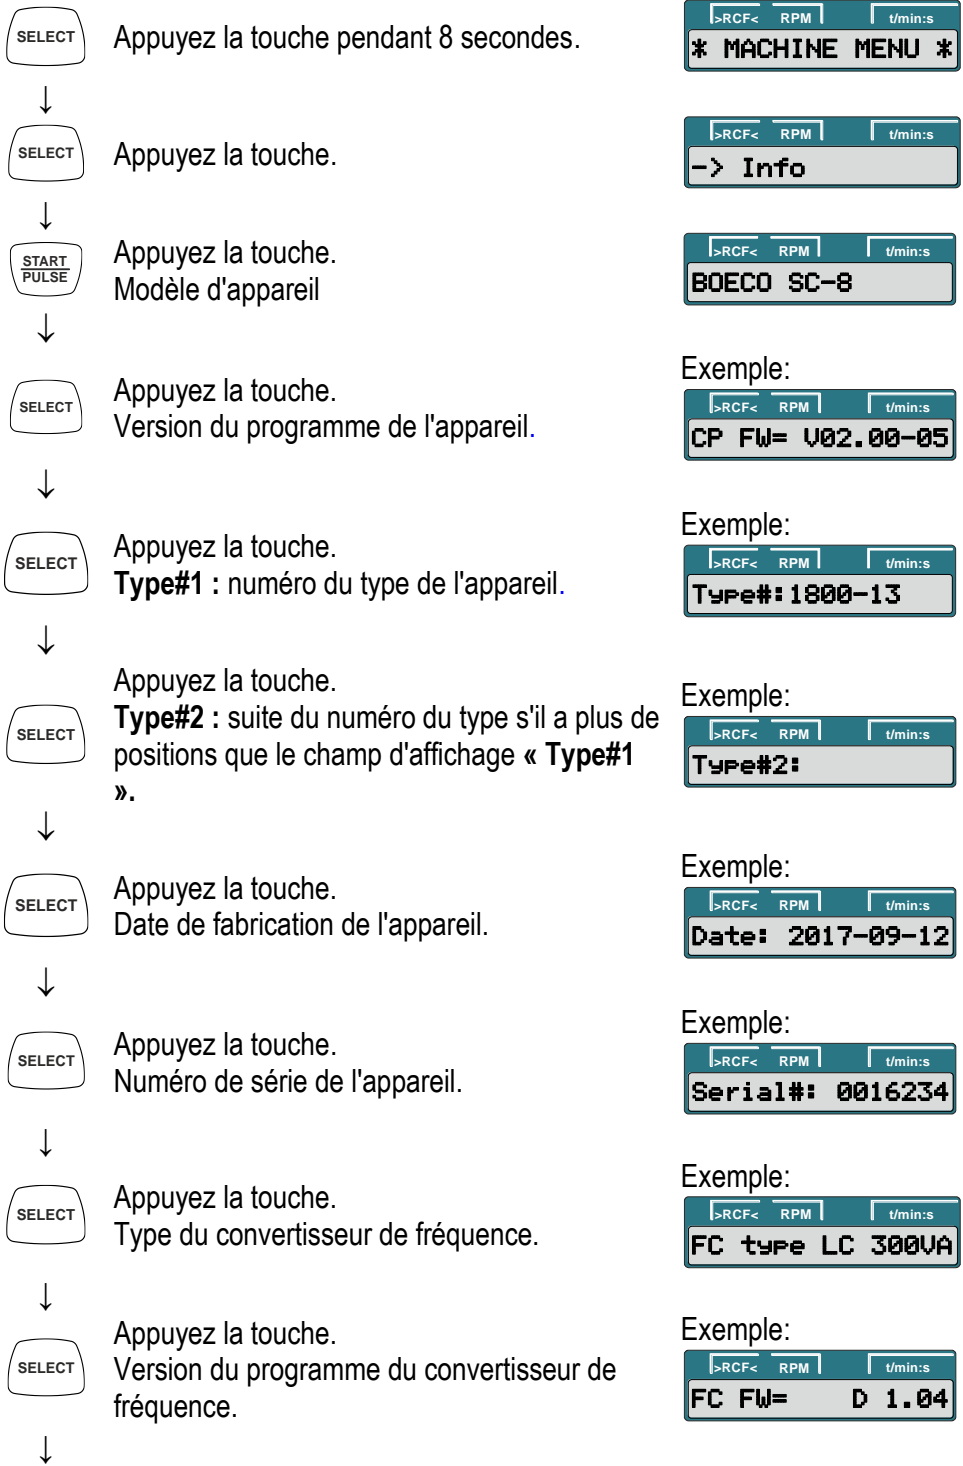 SELECT
Appuyez la touche pendant 8 secondes.
>RCF< RPM t/min:s
* MACHINE MENU *
↓
SELECT
Appuyez la touche.
>RCF< RPM t/min:s
-> Info
↓
START
PULSE
Appuyez la touche.
Modèle d'appareil
>RCF< RPM t/min:s
BOECO SC-8
↓
SELECT
Appuyez la touche.
Version du programme de l'appareil.
Exemple:
>RCF< RPM t/min:s
CP FW= V02.00-05
↓
SELECT
Appuyez la touche.
Type#1 : numéro du type de l'appareil.
Exemple:
>RCF< RPM t/min:s
Type#:1800-13
↓
SELECT
Appuyez la touche.
Type#2 : suite du numéro du type s'il a plus de
positions que le champ d'affichage « Type#1
».
Exemple:
>RCF< RPM t/min:s
Type#2:
↓
SELECT
Appuyez la touche.
Date de fabrication de l'appareil.
Exemple:
>RCF< RPM t/min:s
Date: 2017-09-12
↓
SELECT
Appuyez la touche.
Numéro de série de l'appareil.
Exemple:
>RCF< RPM t/min:s
Serial#: 0016234
↓
SELECT
Appuyez la touche.
Type du convertisseur de fréquence.
Exemple:
>RCF< RPM t/min:s
FC type LC 300VA
↓
SELECT
Appuyez la touche.
Version du programme du convertisseur de
fréquence.
Exemple:
>RCF< RPM t/min:s
FC FW= D 1.04
↓